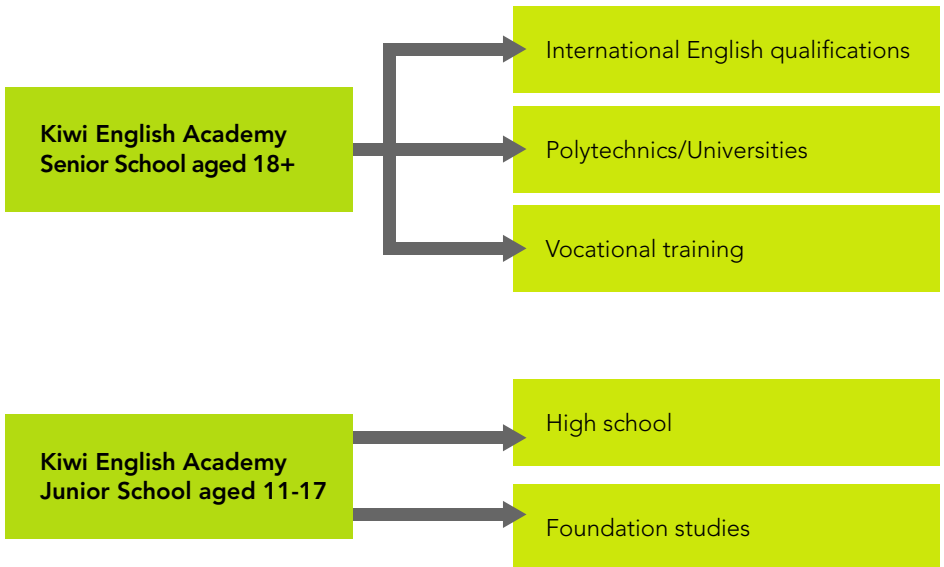 International English qualifications
Kiwi English Academy
Senior School aged 18+
Polytechnics/Universities
Vocational training
High school
Kiwi English Academy
Junior School aged 11-17
Foundation studies